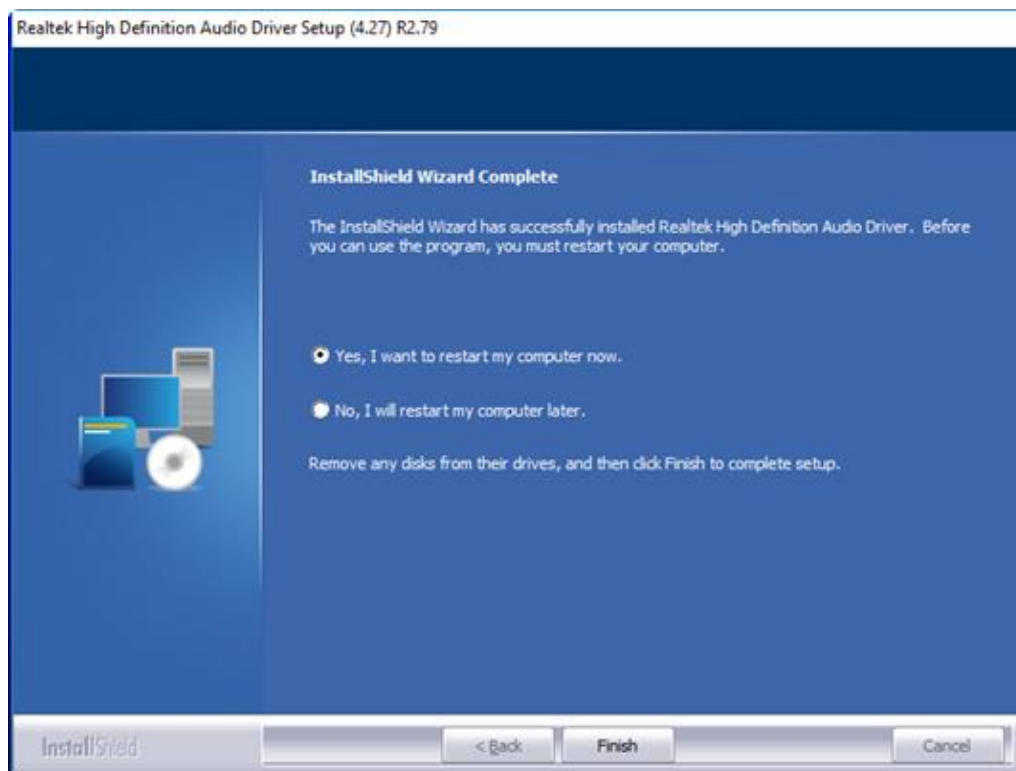 Realtek High Definition Audio Driver Setup (4.27) R2.79
InstallShield Wizard Complete
The InstallShield Wizard has successfully installed Realtek High Definition Audio Driver. Before
you can use the program, you must restart your computer.
Yes, I want to restart my computer now.
No, I will restart my computer later.
Remove any disks from their drives, and then click Finish to complete setup.
InstallShield
< Back
Finish
Cancel